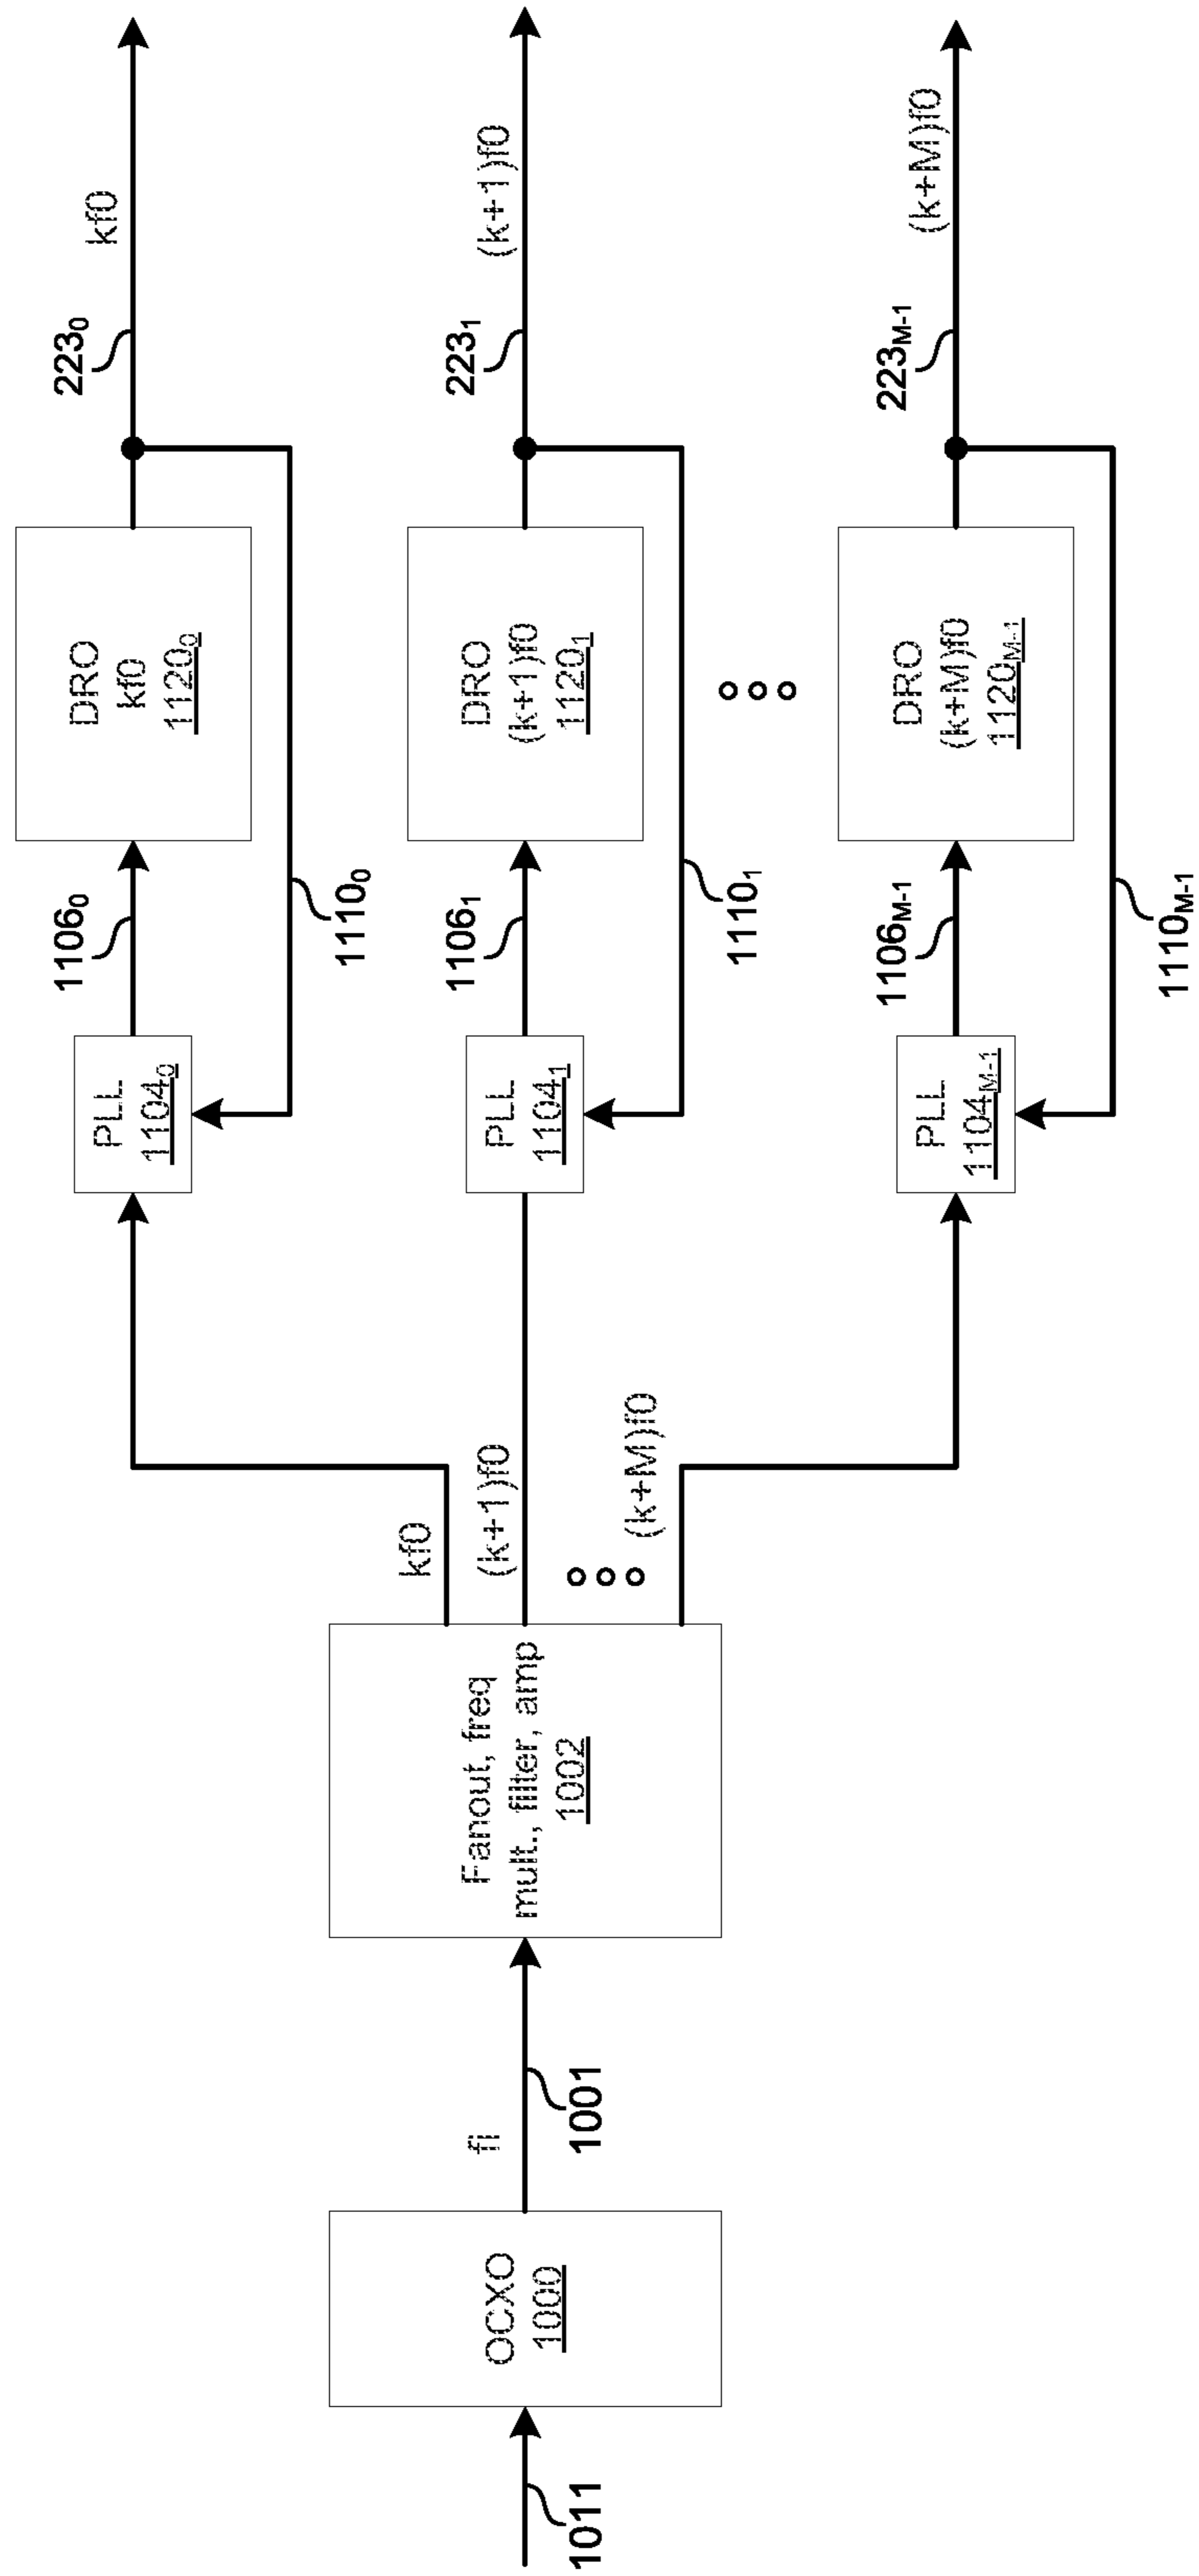 1011
OCXO
1000
fi
1001
Fanout, freq
mult., filter, amp
1002
kf0
(k+1)f0
(k+M)f0
PLL
1104₀
1106₀
1110₀
DRO
kf0
1120₀
223₀
kf0
PLL
1104₁
1106₁
1110₁
DRO
(k+1)f0
1120₁
223₁
(k+1)f0
PLL
1104M-1
1106M-1
1110M-1
DRO
(k+M)f0
1120M-1
223M-1
(k+M)f0